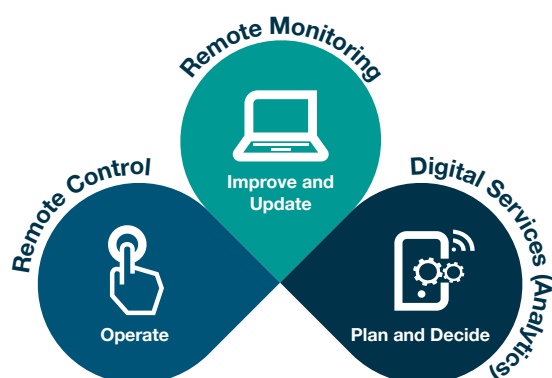 Remote Monitoring
Improve and
Update
Remote Control
Operate
Digital Services (Analytics)
Plan and Decide